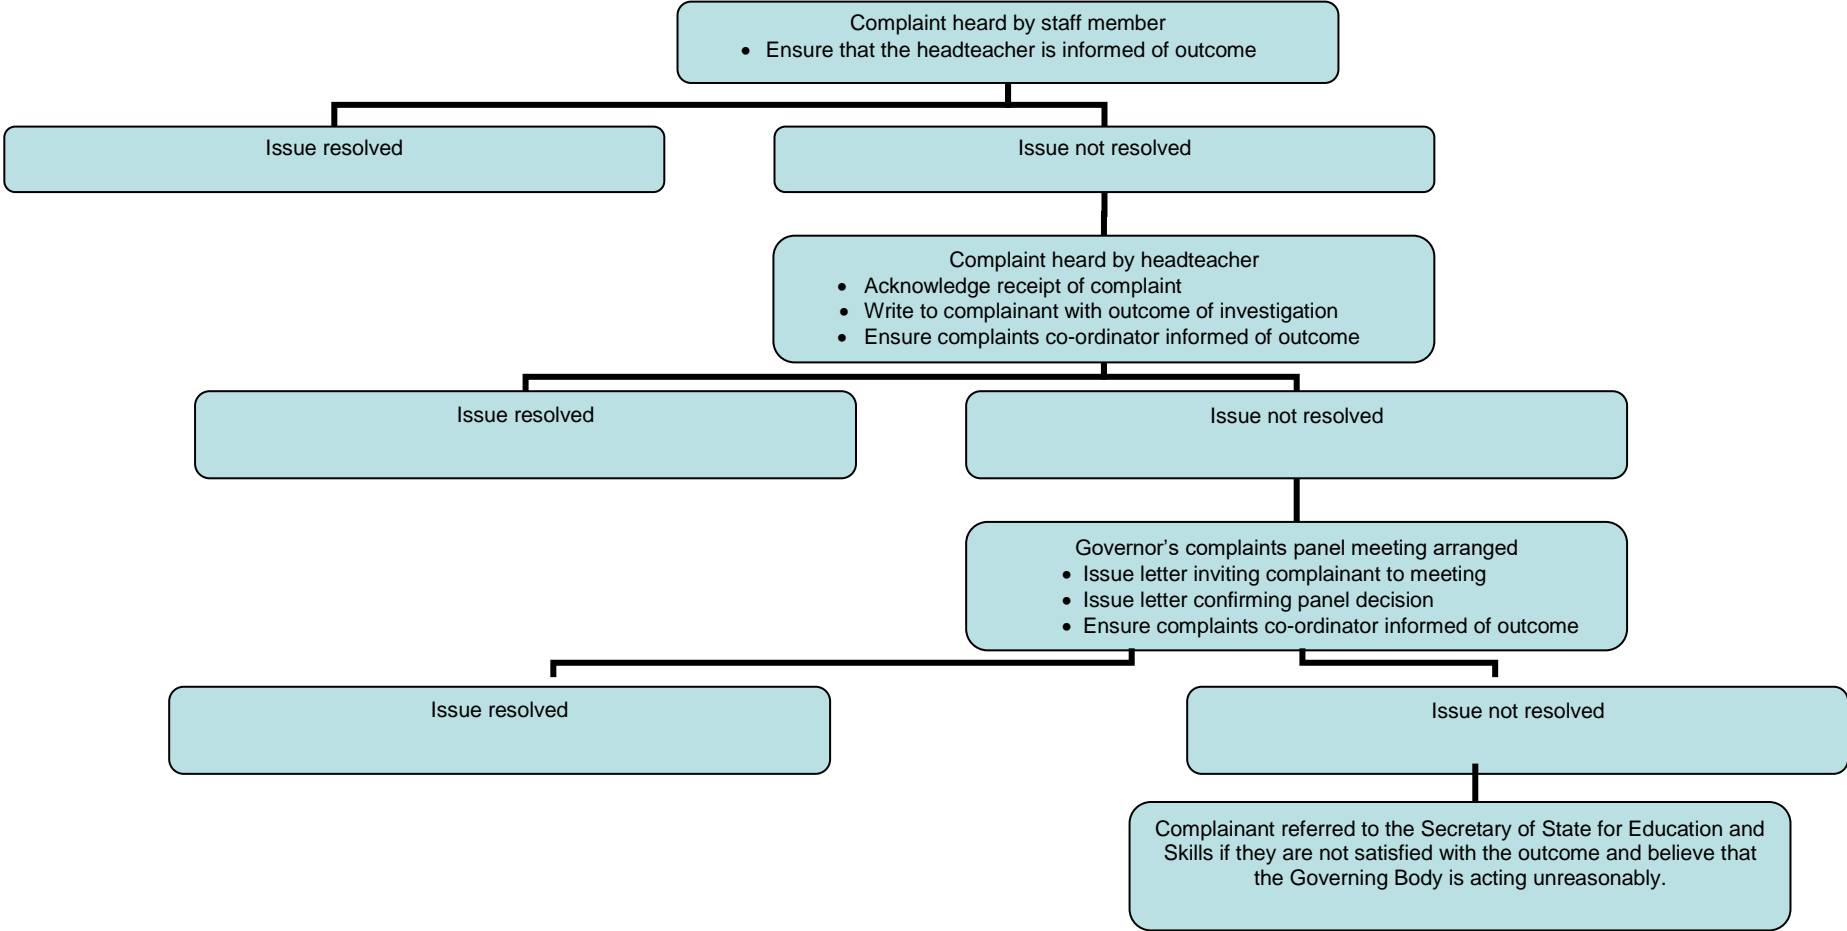 Complaint heard by staff member
• Ensure that the headteacher is informed of outcome
Issue resolved
Issue not resolved
Complaint heard by headteacher
• Acknowledge receipt of complaint
• Write to complainant with outcome of investigation
• Ensure complaints co-ordinator informed of outcome
Issue resolved
Issue not resolved
Governor’s complaints panel meeting arranged
• Issue letter inviting complainant to meeting
• Issue letter confirming panel decision
• Ensure complaints co-ordinator informed of outcome
Issue resolved
Issue not resolved
Complainant referred to the Secretary of State for Education and
Skills if they are not satisfied with the outcome and believe that
the Governing Body is acting unreasonably.